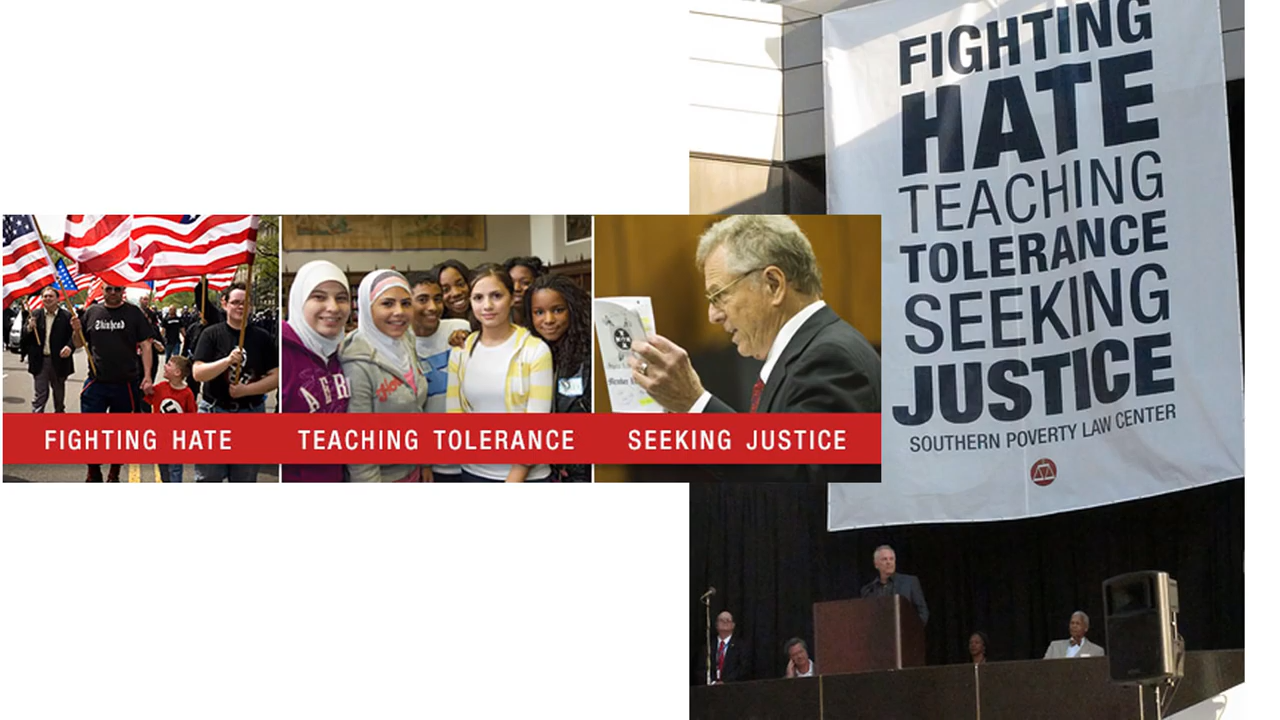 FIGHTING
HATE
TEACHING
TOLERANCE
SEEKING
JUSTICE
SOUTHERN POVERTY LAW CENTER
Skinhead
FIGHTING HATE
TEACHING TOLERANCE
SEEKING JUSTICE